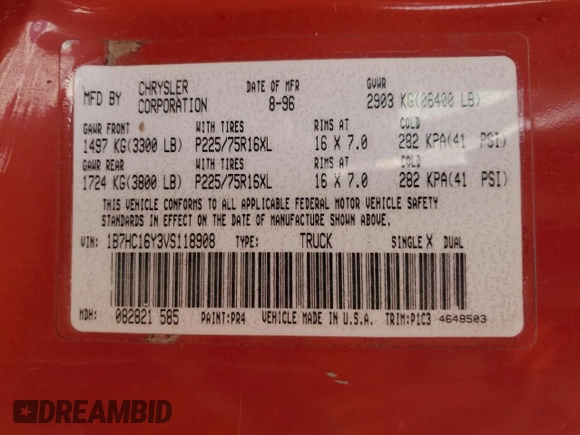 MFD BY CHRYSLER CORPORATION DATE OF MFR 8-96 GVWR 2903 KG(06400 LB)
GAWR FRONT WITH TIRES RIMS AT COLD
1497 KG(3300 LB) P225/75R16XL 16 X 7.0 282 KPA(41 PSI)
GAWR REAR WITH TIRES RIMS AT COLD
1724 KG(3800 LB) P225/75R16XL 16 X 7.0 282 KPA(41 PSI)
THIS VEHICLE CONFORMS TO ALL APPLICABLE FEDERAL MOTOR VEHICLE SAFETY
STANDARDS IN EFFECT ON THE DATE OF MANUFACTURE SHOWN ABOVE.
VIN: 1B7HC16Y3VS118908 TYPE: TRUCK SINGLE X DUAL
MDH: 082821 585 PAINT:PR4 VEHICLE MADE IN U.S.A. TRIM:P1C3 4648503
DREAMBID